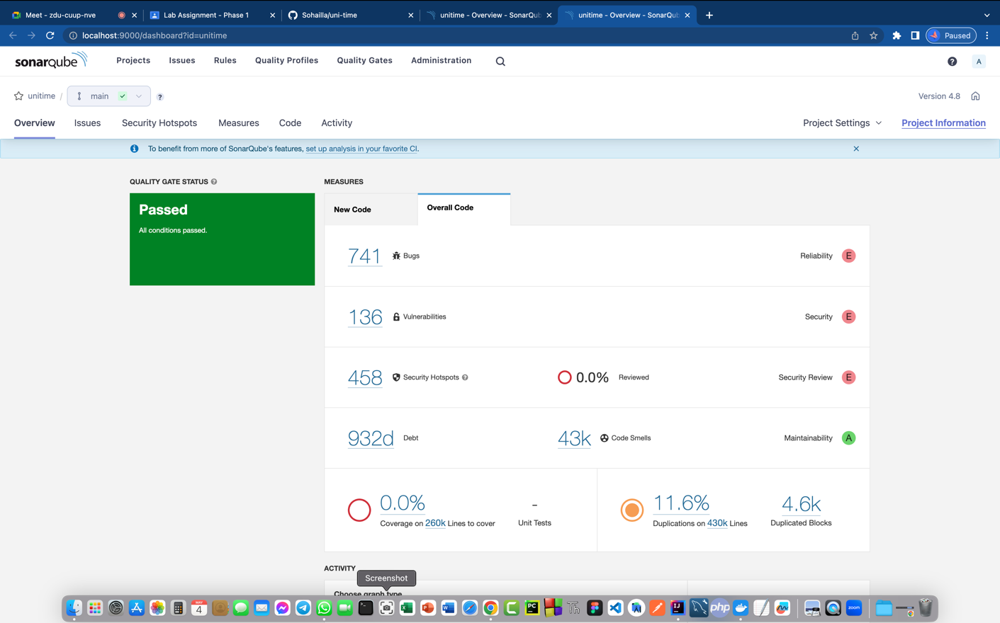 Meet - zdu-cuup-nve
Lab Assignment - Phase 1
Sohailla/uni-time
unitime - Overview - SonarQub
unitime - Overview - SonarQub
localhost:9000/dashboard?id=unitime
Paused
sonarqube
Projects
Issues
Rules
Quality Profiles
Quality Gates
Administration
?
A
unitime
/
main
?
Version 4.8
Overview
Issues
Security Hotspots
Measures
Code
Activity
Project Settings
Project Information
To benefit from more of SonarQube's features, set up analysis in your favorite CI.
QUALITY GATE STATUS
Passed
All conditions passed.
MEASURES
New Code
Overall Code
741 Bugs
Reliability E
136 Vulnerabilities
Security E
458 Security Hotspots
0.0% Reviewed
Security Review E
932d Debt
43k Code Smells
Maintainability A
0.0%
Coverage on 260k Lines to cover
-
Unit Tests
11.6%
Duplications on 430k Lines
4.6k
Duplicated Blocks
ACTIVITY
Choose graph type
Screenshot
MAY
4
PC
Th
IJ
php
zoom